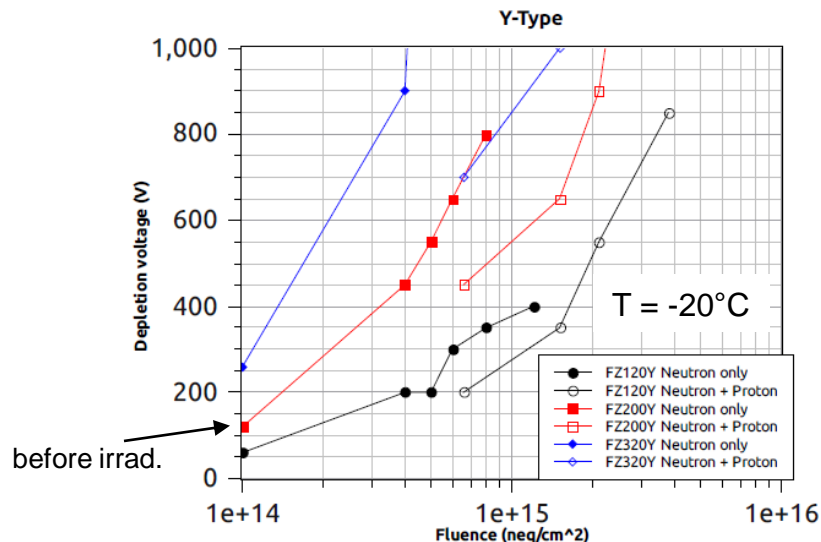 Y-Type
1,000
800
600
400
200
0
Depletion voltage (V)
T = -20°C
FZ120Y Neutron only
FZ120Y Neutron + Proton
FZ200Y Neutron only
FZ200Y Neutron + Proton
FZ320Y Neutron only
FZ320Y Neutron + Proton
before irrad.
1e+14
1e+15
1e+16
Fluence (neq/cm^2)